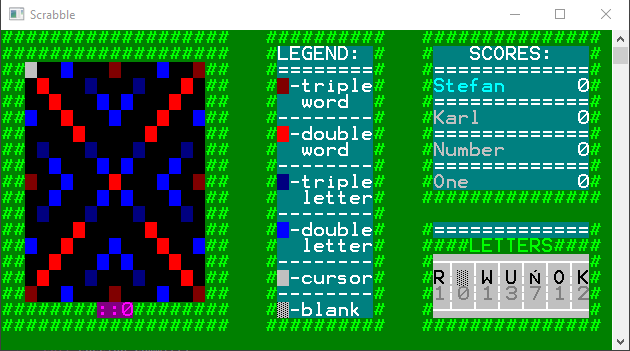 Scrabble
LEGEND:
-triple
word
-double
word
-triple
letter
-double
letter
-cursor
-blank
SCORES:
Stefan 0
Karl 0
Number 0
One 0
LETTERS
R ▒ W U Ń O K
1 0 1 3 7 1 2
::0